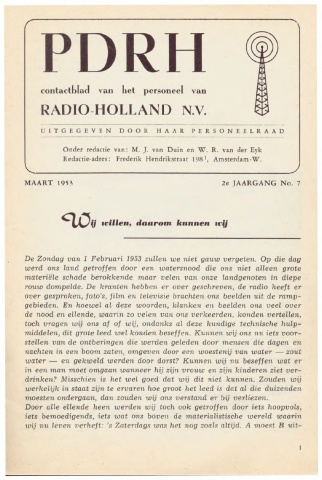 PDRH
contactblad van het personeel van
RADIO-HOLLAND N.V.
UITGEGEVEN DOOR HAAR PERSONEELRAAD
Onder redactie van: M. J. van Duin en W. R. van der Eyk
Redactie-adres: Frederik Hendrikstraat 198¹, Amsterdam-W.
MAART 1953 2e JAARGANG No. 7
Wij willen, daarom kunnen wij
De Zondag van 1 Februari 1953 zullen we niet gauw vergeten. Op die dag
werd ons land getroffen door een watersnood die ons niet alleen grote
materiële schade berokkende maar velen van onze landgenoten in diepe
rouw dompelde. De kranten hebben er over geschreven, de radio heeft er
over gesproken, foto's, film en televisie brachten ons beelden uit de ramp-
gebieden. En hoewel al deze woorden, klanken en beelden ons veel over
de nood en ellende, waarin zo velen van ons verkeerden, konden vertellen,
toch vragen wij ons af of wij, ondanks al deze kundige technische hulp-
middelen, dit grote leed wel konden beseffen. Kunnen wij ons nu iets voor-
stellen van de ontberingen die werden geleden door mensen die dagen en
nachten in een boom zaten, omgeven door een woestenij van water — zout
water — en gekweld werden door dorst? Kunnen wij nu beseffen wat er
in een man moet omgaan wanneer hij zijn vrouw en zijn kinderen ziet ver-
drinken? Misschien is het wel goed dat wij dit niet kunnen. Zouden wij
werkelijk in staat zijn te ervaren hoe groot het leed is dat al die duizenden
moesten ondergaan, dan zouden wij ons verstand er bij verliezen.
Door alle ellende heen werden wij toch ook getroffen door iets hoopvols,
iets bemoedigends, iets wat ons boven de materialistische wereld waarin
wij nu leven verheft: 's Zaterdags was het nog zoals altijd. A moest B uit-
1